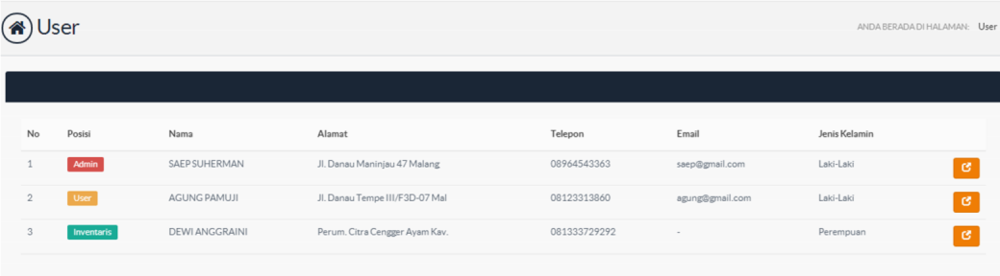 User
ANDA BERADA DI HALAMAN: User
No Posisi Nama Alamat Telepon Email Jenis Kelamin
1 Admin SAEP SUHERMAN Jl. Danau Maninjau 47 Malang 08964543363 saep@gmail.com Laki-Laki
2 User AGUNG PAMUJI Jl. Danau Tempe III/F3D-07 Mal 08123313860 agung@gmail.com Laki-Laki
3 Inventaris DEWI ANGGRAINI Perum. Citra Cengger Ayam Kav. 081333729292 - Perempuan